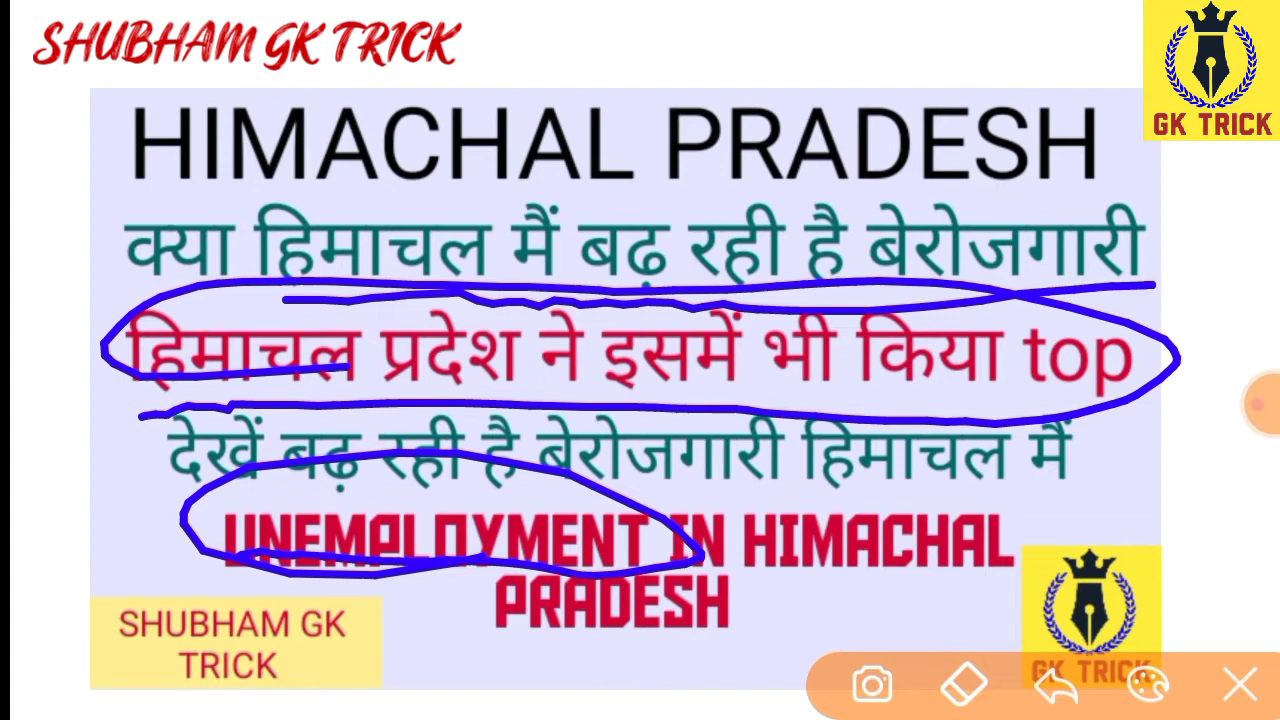 SHUBHAM GK TRICK
GK TRICK
HIMACHAL PRADESH
क्या हिमाचल मैं बढ़ रही है बेरोजगारी
हिमाचल प्रदेश ने इसमें भी किया top
देखें बढ़ रही है बेरोजगारी हिमाचल मैं
UNEMPLOYMENT IN HIMACHAL
PRADESH
SHUBHAM GK
TRICK
GK TRICK